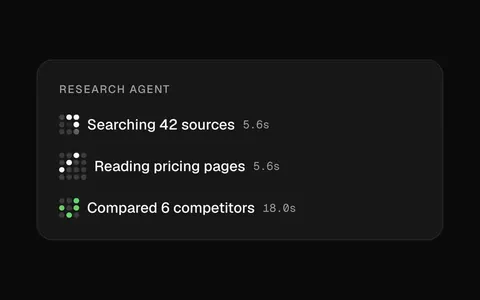 RESEARCH AGENT
Searching 42 sources 5.6s
Reading pricing pages 5.6s
Compared 6 competitors 18.0s